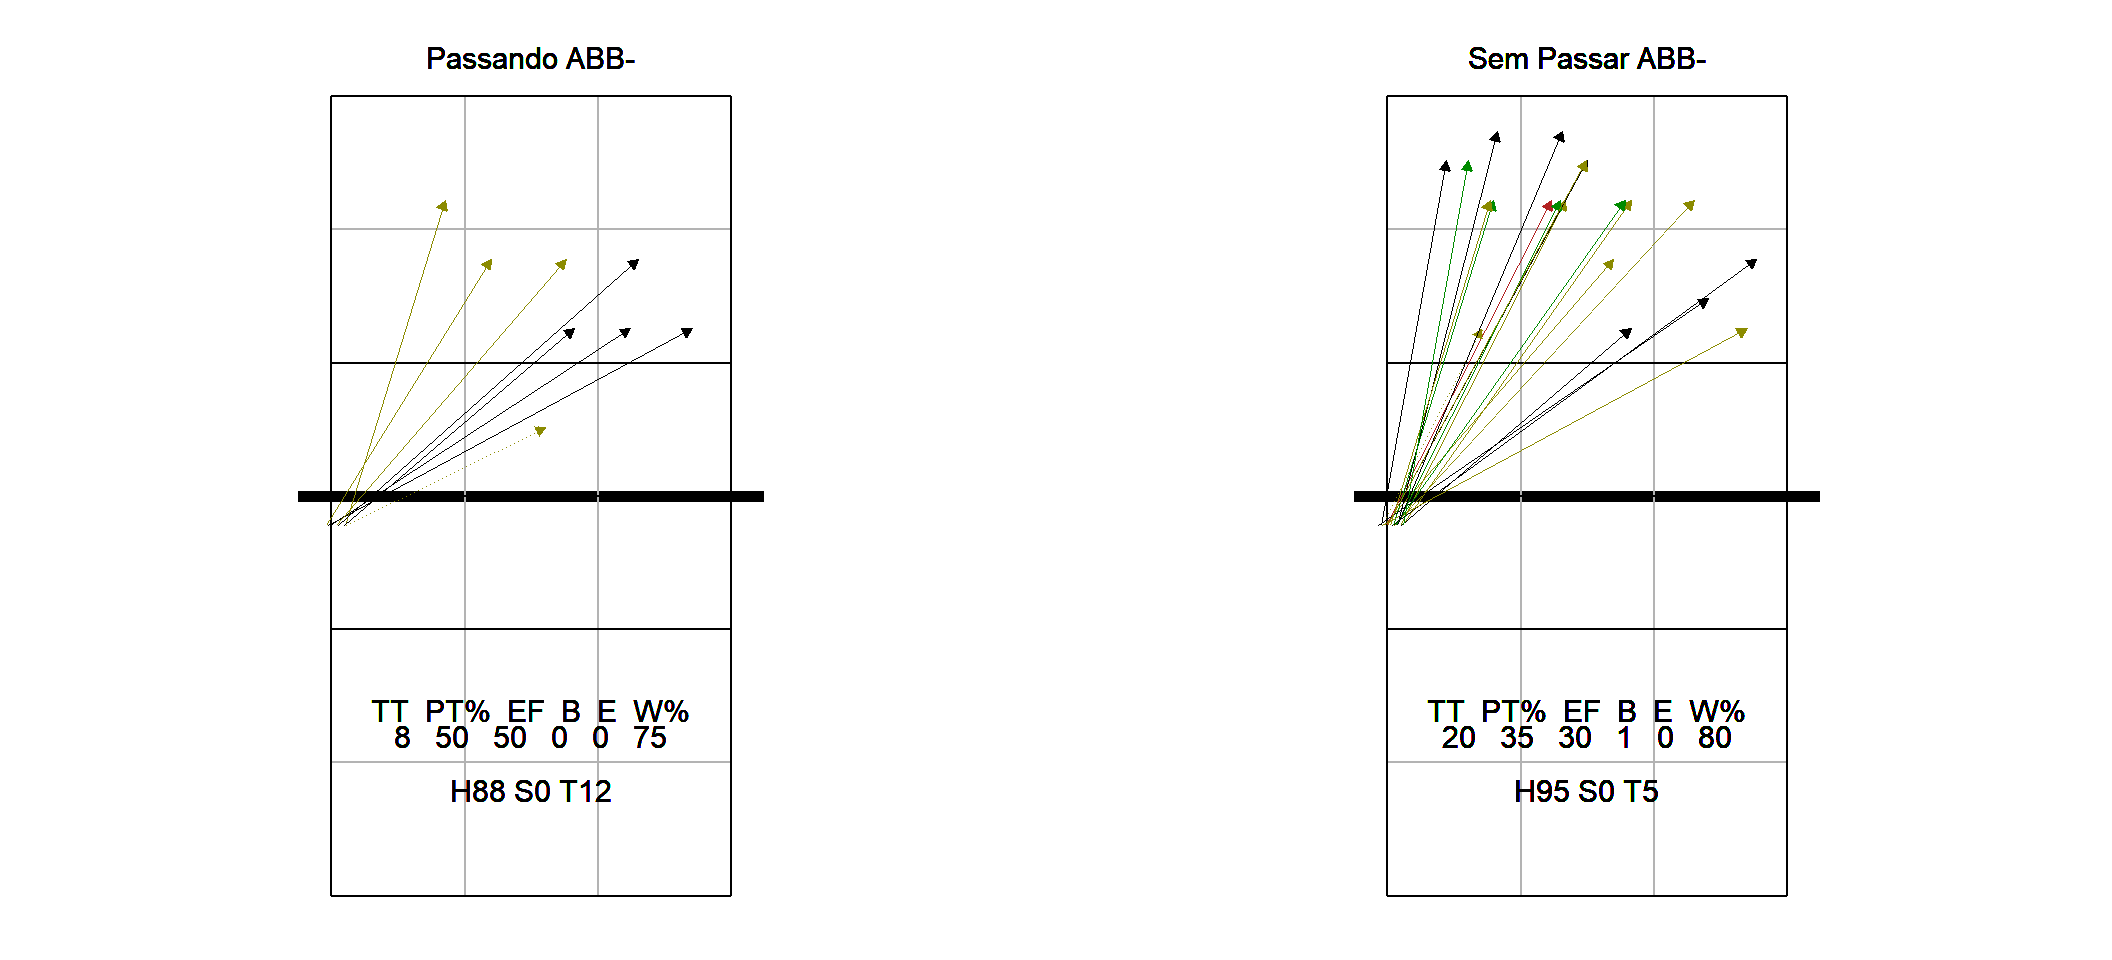 Passando ABB-
TT PT% EF B E W%
8 50 50 0 0 75
H88 S0 T12
Sem Passar ABB-
TT PT% EF B E W%
20 35 30 1 0 80
H95 S0 T5